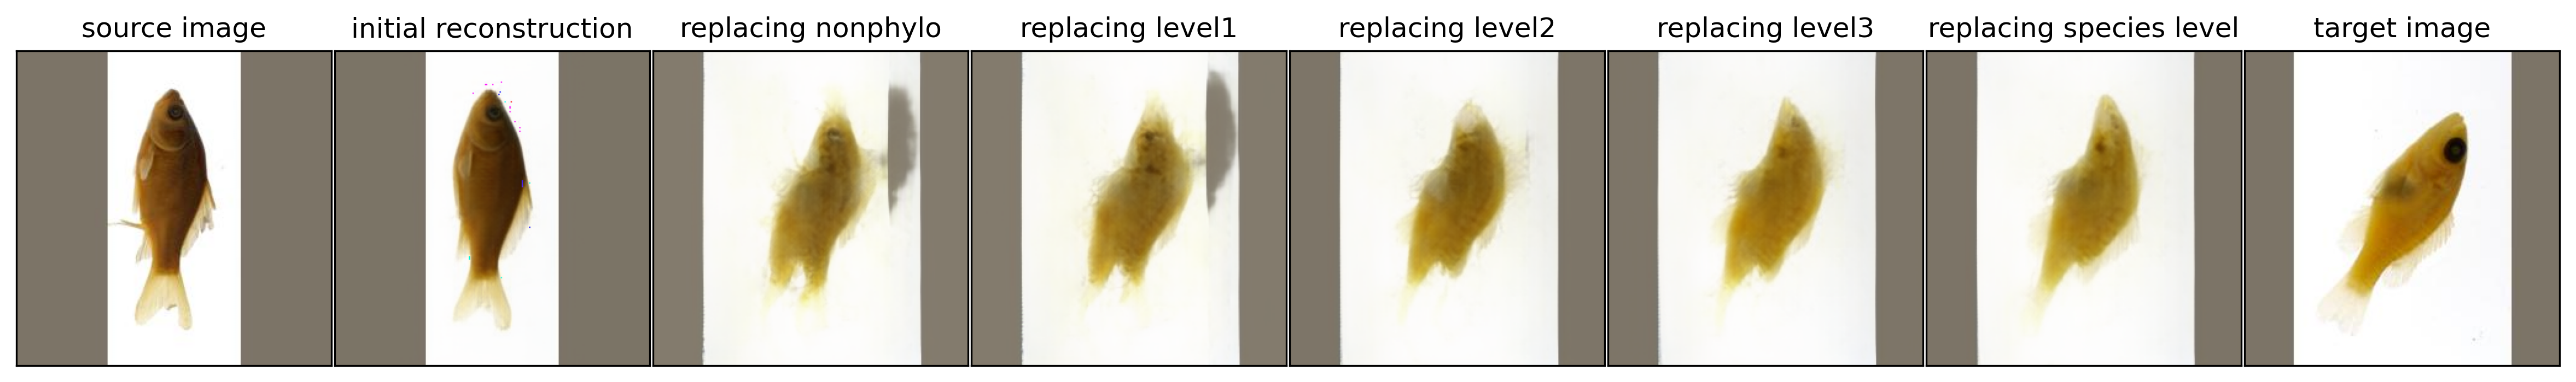 source image
initial reconstruction
replacing nonphylo
replacing level1
replacing level2
replacing level3
replacing species level
target image